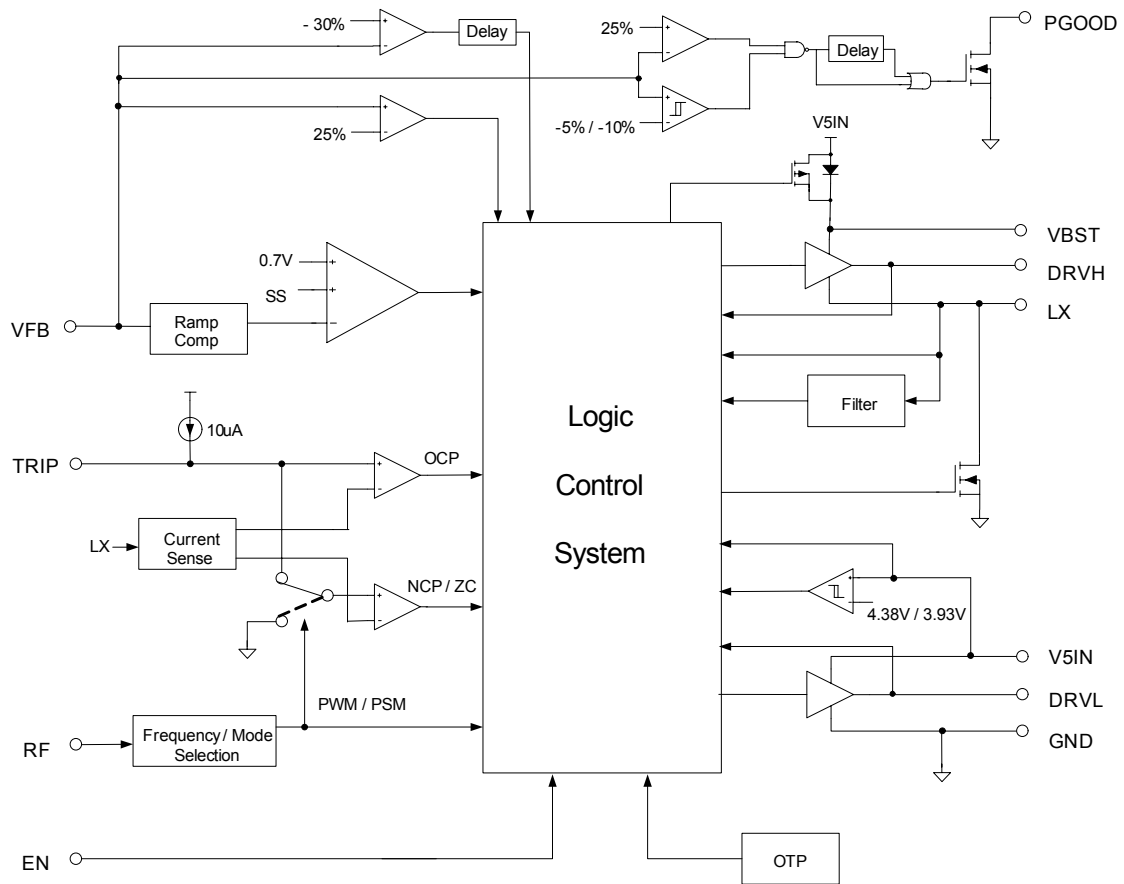 - 30%
Delay
25%
Delay
PGOOD
25%
-5% / -10%
V5IN
VBST
DRVH
LX
0.7V
SS
VFB
Ramp
Comp
10uA
TRIP
OCP
LX
Current
Sense
NCP / ZC
PWM / PSM
RF
Frequency / Mode
Selection
EN
Logic
Control
System
Filter
4.38V / 3.93V
V5IN
DRVL
GND
OTP